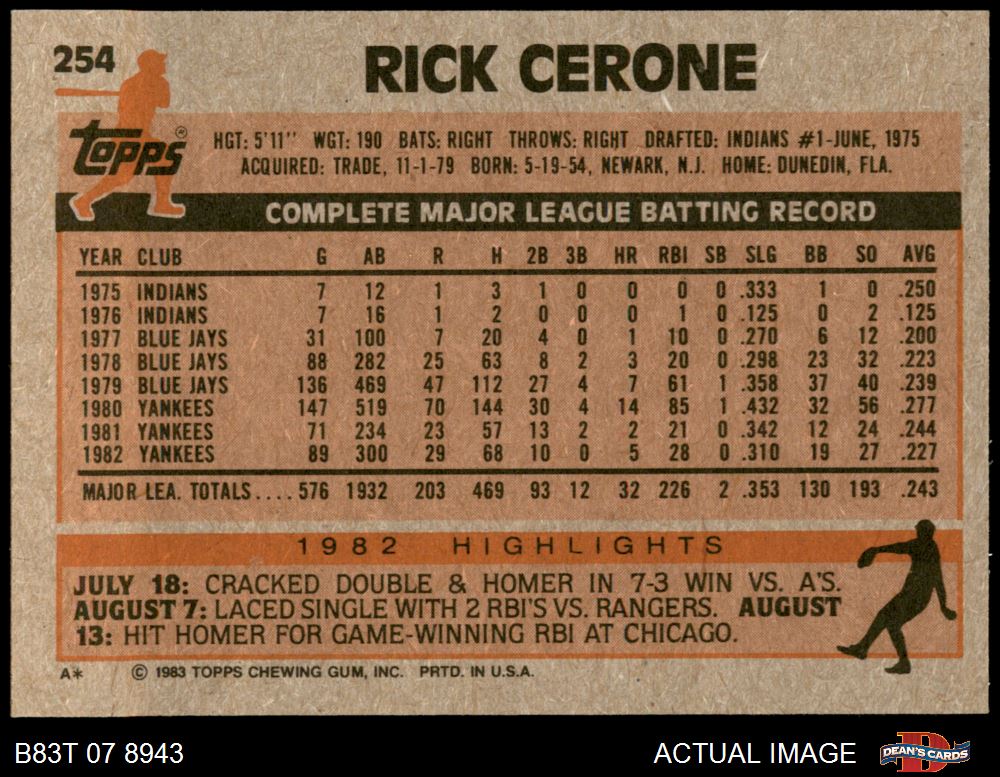 254
RICK CERONE
Topps®
HGT: 5'11" WGT: 190 BATS: RIGHT THROWS: RIGHT DRAFTED: INDIANS #1-JUNE, 1975
ACQUIRED: TRADE, 11-1-79 BORN: 5-19-54, NEWARK, N.J. HOME: DUNEDIN, FLA.
COMPLETE MAJOR LEAGUE BATTING RECORD
YEAR CLUB G AB R H 2B 3B HR RBI SB SLG BB SO AVG
1975 INDIANS 7 12 1 3 1 0 0 0 0 .333 1 0 .250
1976 INDIANS 7 16 1 2 0 0 0 1 0 .125 0 2 .125
1977 BLUE JAYS 31 100 7 20 4 0 1 10 0 .270 6 12 .200
1978 BLUE JAYS 88 282 25 63 8 2 3 20 0 .298 23 32 .223
1979 BLUE JAYS 136 469 47 112 27 4 7 61 1 .358 37 40 .239
1980 YANKEES 147 519 70 144 30 4 14 85 1 .432 32 56 .277
1981 YANKEES 71 234 23 57 13 2 2 21 0 .342 12 24 .244
1982 YANKEES 89 300 29 68 10 0 5 28 0 .310 19 27 .227
MAJOR LEA. TOTALS.... 576 1932 203 469 93 12 32 226 2 .353 130 193 .243
1982 HIGHLIGHTS
JULY 18: CRACKED DOUBLE & HOMER IN 7-3 WIN VS. A'S.
AUGUST 7: LACED SINGLE WITH 2 RBI'S VS. RANGERS. AUGUST
13: HIT HOMER FOR GAME-WINNING RBI AT CHICAGO.
A* © 1983 TOPPS CHEWING GUM, INC. PRTD. IN U.S.A.
B83T 07 8943 ACTUAL IMAGE DEAN'S CARDS